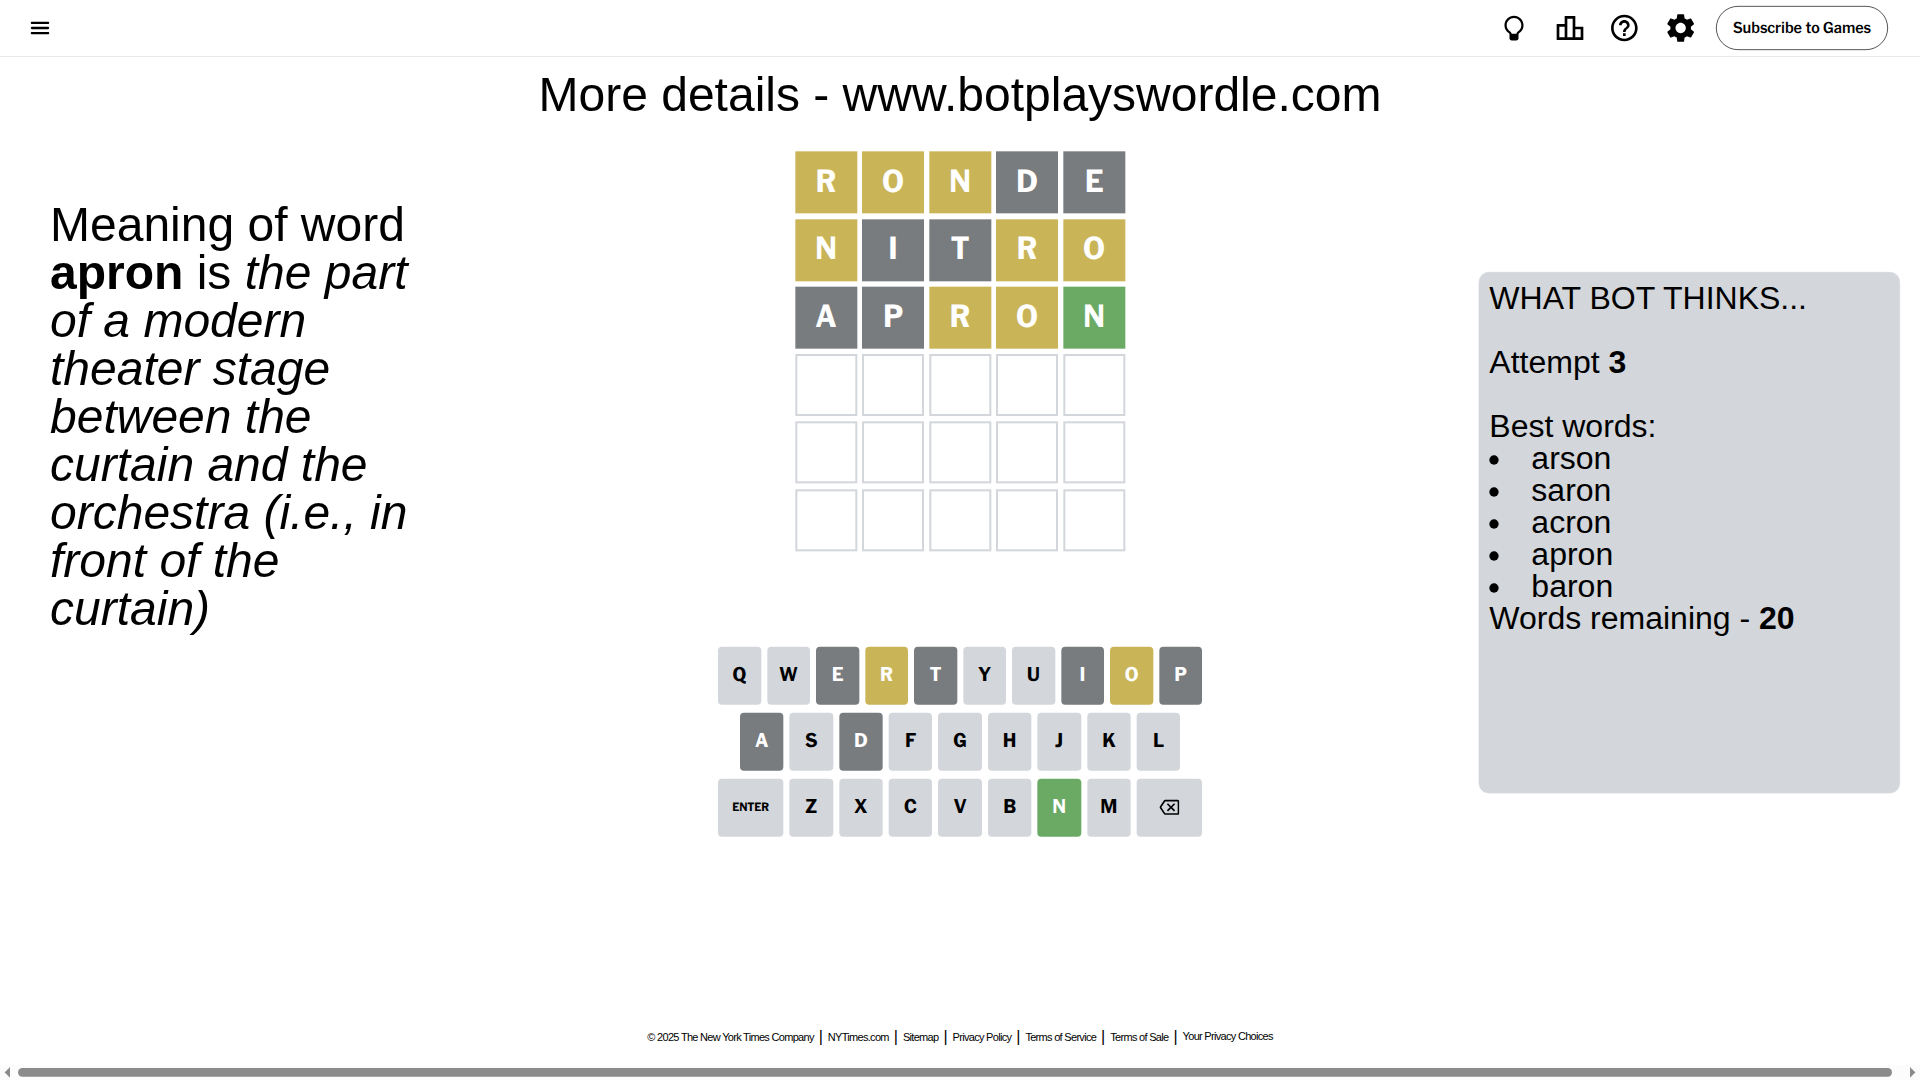 Subscribe to Games
More details - www.botplayswordle.com
Meaning of word
apron is the part
of a modern
theater stage
between the
curtain and the
orchestra (i.e., in
front of the
curtain)
R O N D E
N I T R O
A P R O N
WHAT BOT THINKS...
Attempt 3
Best words:
• arson
• saron
• acron
• apron
• baron
Words remaining - 20
Q W E R T Y U I O P
A S D F G H J K L
ENTER Z X C V B N M
© 2025 The New York Times Company | NYTimes.com | Sitemap | Privacy Policy | Terms of Service | Terms of Sale | Your Privacy Choices